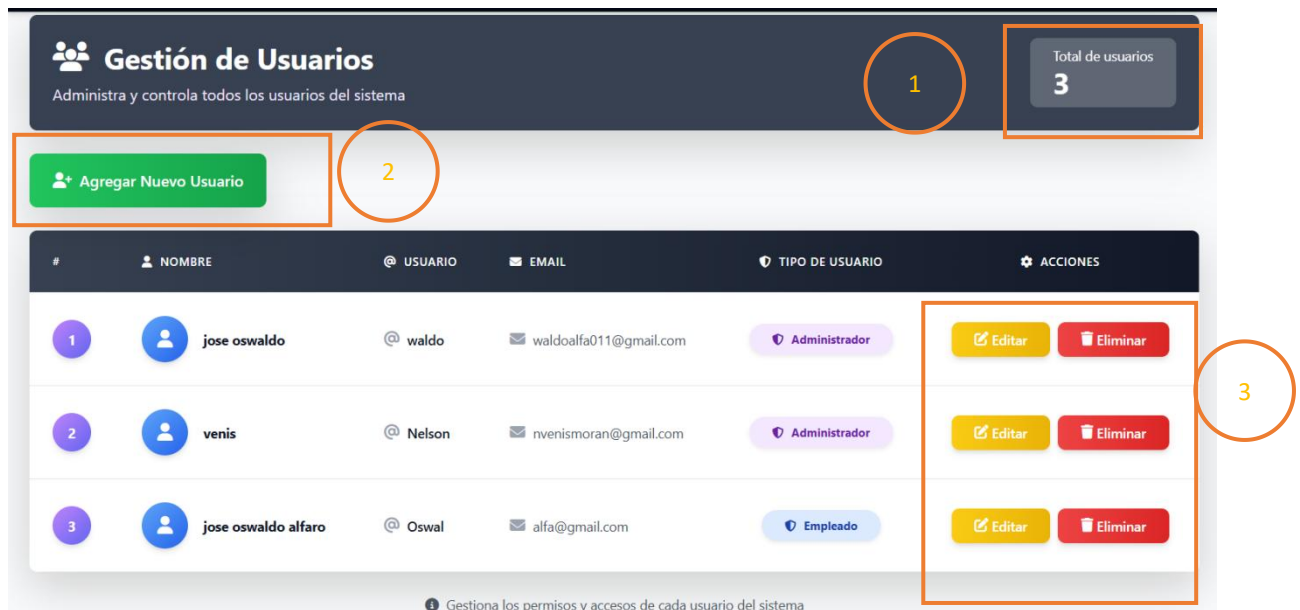 Gestión de Usuarios
Administra y controla todos los usuarios del sistema
1
Total de usuarios
3
Agregar Nuevo Usuario
2
# NOMBRE @ USUARIO EMAIL TIPO DE USUARIO ACCIONES
1 jose oswaldo @ waldo waldoalfa011@gmail.com Administrador Editar Eliminar
3
2 venis @ Nelson nvenismoran@gmail.com Administrador Editar Eliminar
3 jose oswaldo alfaro @ Oswal alfa@gmail.com Empleado Editar Eliminar
Gestiona los permisos y accesos de cada usuario del sistema